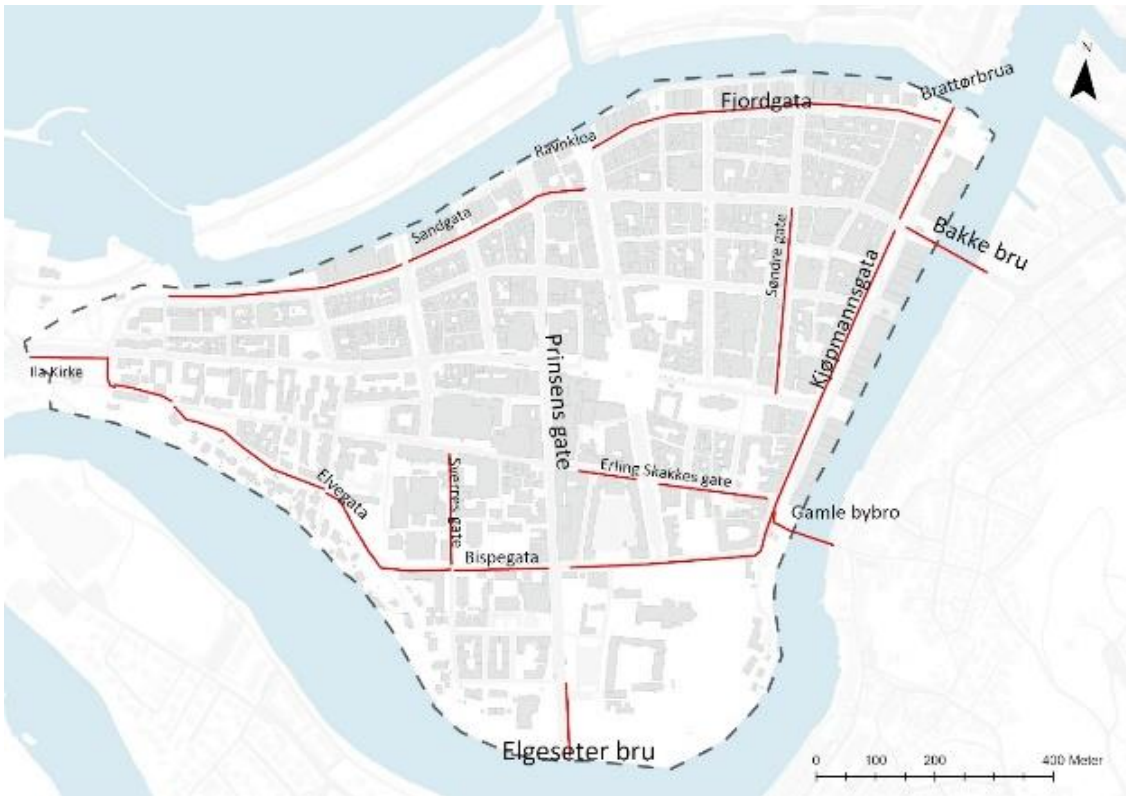 N
Brattørbrua
Fjordgata
Ravnkloa
Sandgata
Søndre gate
Bakke bru
Kjøpmannsgata
Ila Kirke
Prinsens gate
Elvegata
Sverres gate
Erling Skakkes gate
Gamle bybro
Bispegata
Elgeseter bru
0 100 200 400 Meter